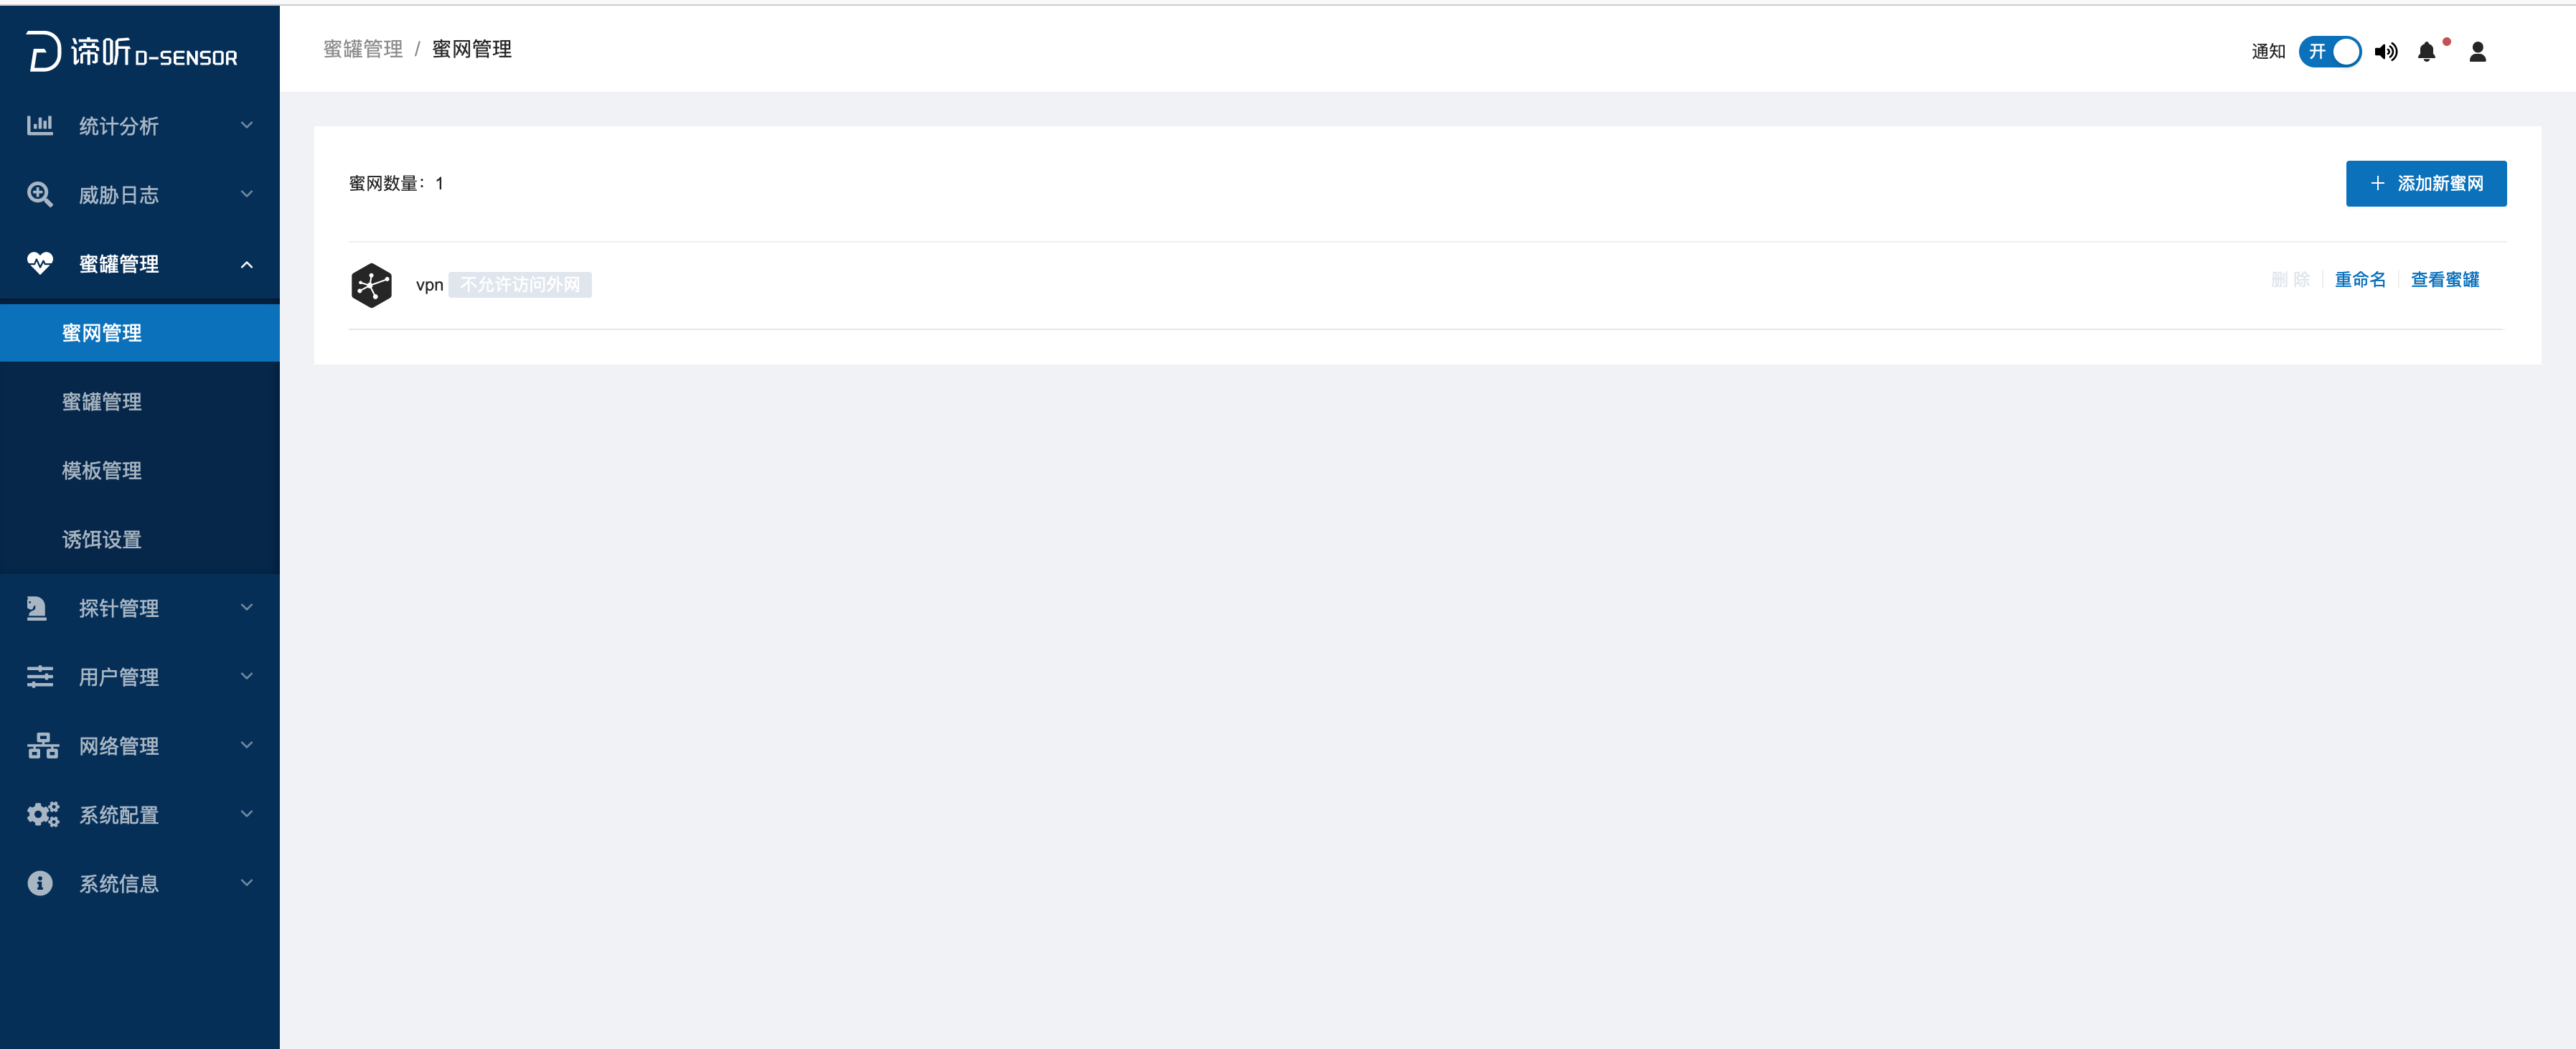 谛听 D-SENSOR
统计分析
威胁日志
蜜罐管理
蜜网管理
蜜罐管理
模板管理
诱饵设置
探针管理
用户管理
网络管理
系统配置
系统信息
蜜罐管理 / 蜜网管理
通知 开
蜜网数量：1
+ 添加新蜜网
vpn 不允许访问外网
删 除 重命名 查看蜜罐